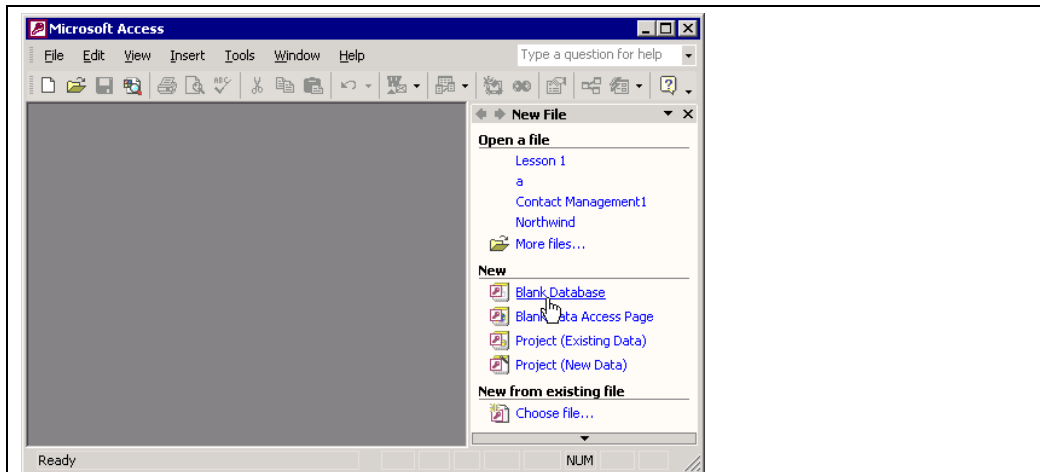 Microsoft Access
File Edit View Insert Tools Window Help Type a question for help
New File
Open a file
Lesson 1
a
Contact Management1
Northwind
More files...
New
Blank Database
Blank Data Access Page
Project (Existing Data)
Project (New Data)
New from existing file
Choose file...
Ready NUM